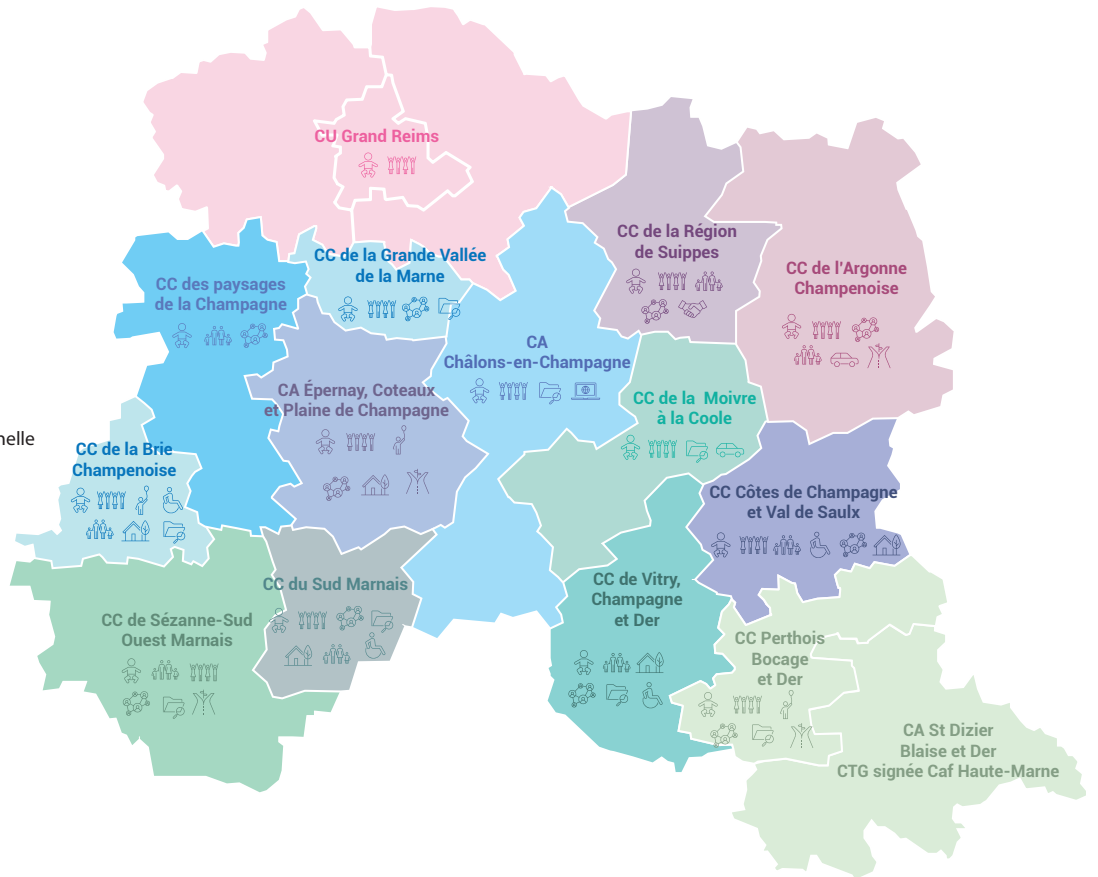 CU Grand Reims
CC de la Région
de Suippes
CC de la Grande Vallée
de la Marne
CC de l'Argonne
Champenoise
CC des paysages
de la Champagne
CA
Châlons-en-Champagne
CA Épernay, Coteaux
et Plaine de Champagne
CC de la Moivre
à la Coole
nelle
CC de la Brie
Champenoise
CC Côtes de Champagne
et Val de Saulx
CC du Sud Marnais
CC de Vitry,
Champagne
et Der
CC de Sézanne-Sud
Ouest Marnais
CC Perthois
Bocage
et Der
CA St Dizier
Blaise et Der
CTG signée Caf Haute-Marne